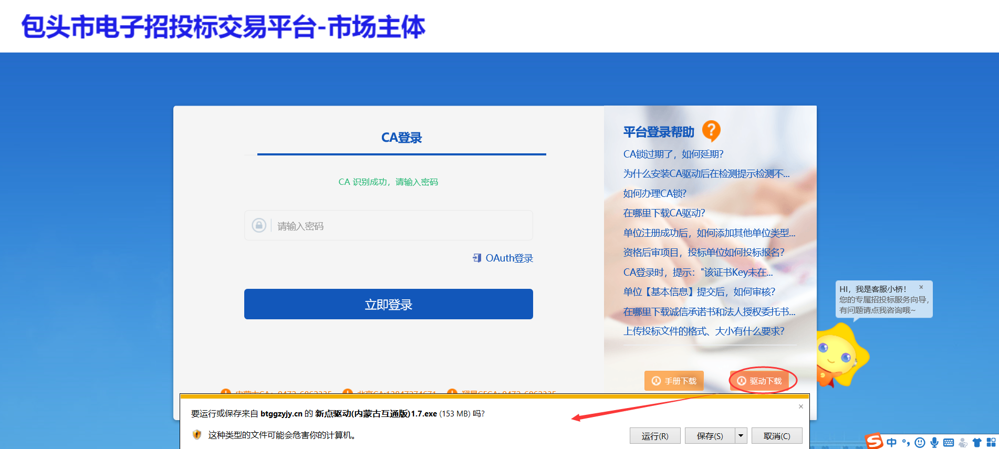 包头市电子招投标交易平台-市场主体
CA登录
CA 识别成功，请输入密码
请输入密码
OAuth登录
立即登录
平台登录帮助
CA锁过期了，如何延期?
为什么安装CA驱动后在检测提示检测不...
如何办理CA锁?
在哪里下载CA驱动?
单位注册成功后，如何添加其他单位类型...
资格后审项目，投标单位如何投标报名?
CA登录时，提示："该证书Key未在...
单位【基本信息】提交后，如何审核?
在哪里下载诚信承诺书和法人授权委托书...
上传投标文件的格式、大小有什么要求?
手册下载
驱动下载
HI，我是客服小桥！
您的专属招投标服务向导，
有问题请点我咨询哦~
要运行或保存来自 btggzyjy.cn 的 新点驱动(内蒙古互通版)1.7.exe (153 MB) 吗?
这种类型的文件可能会危害你的计算机。
运行(R)
保存(S)
取消(C)
中